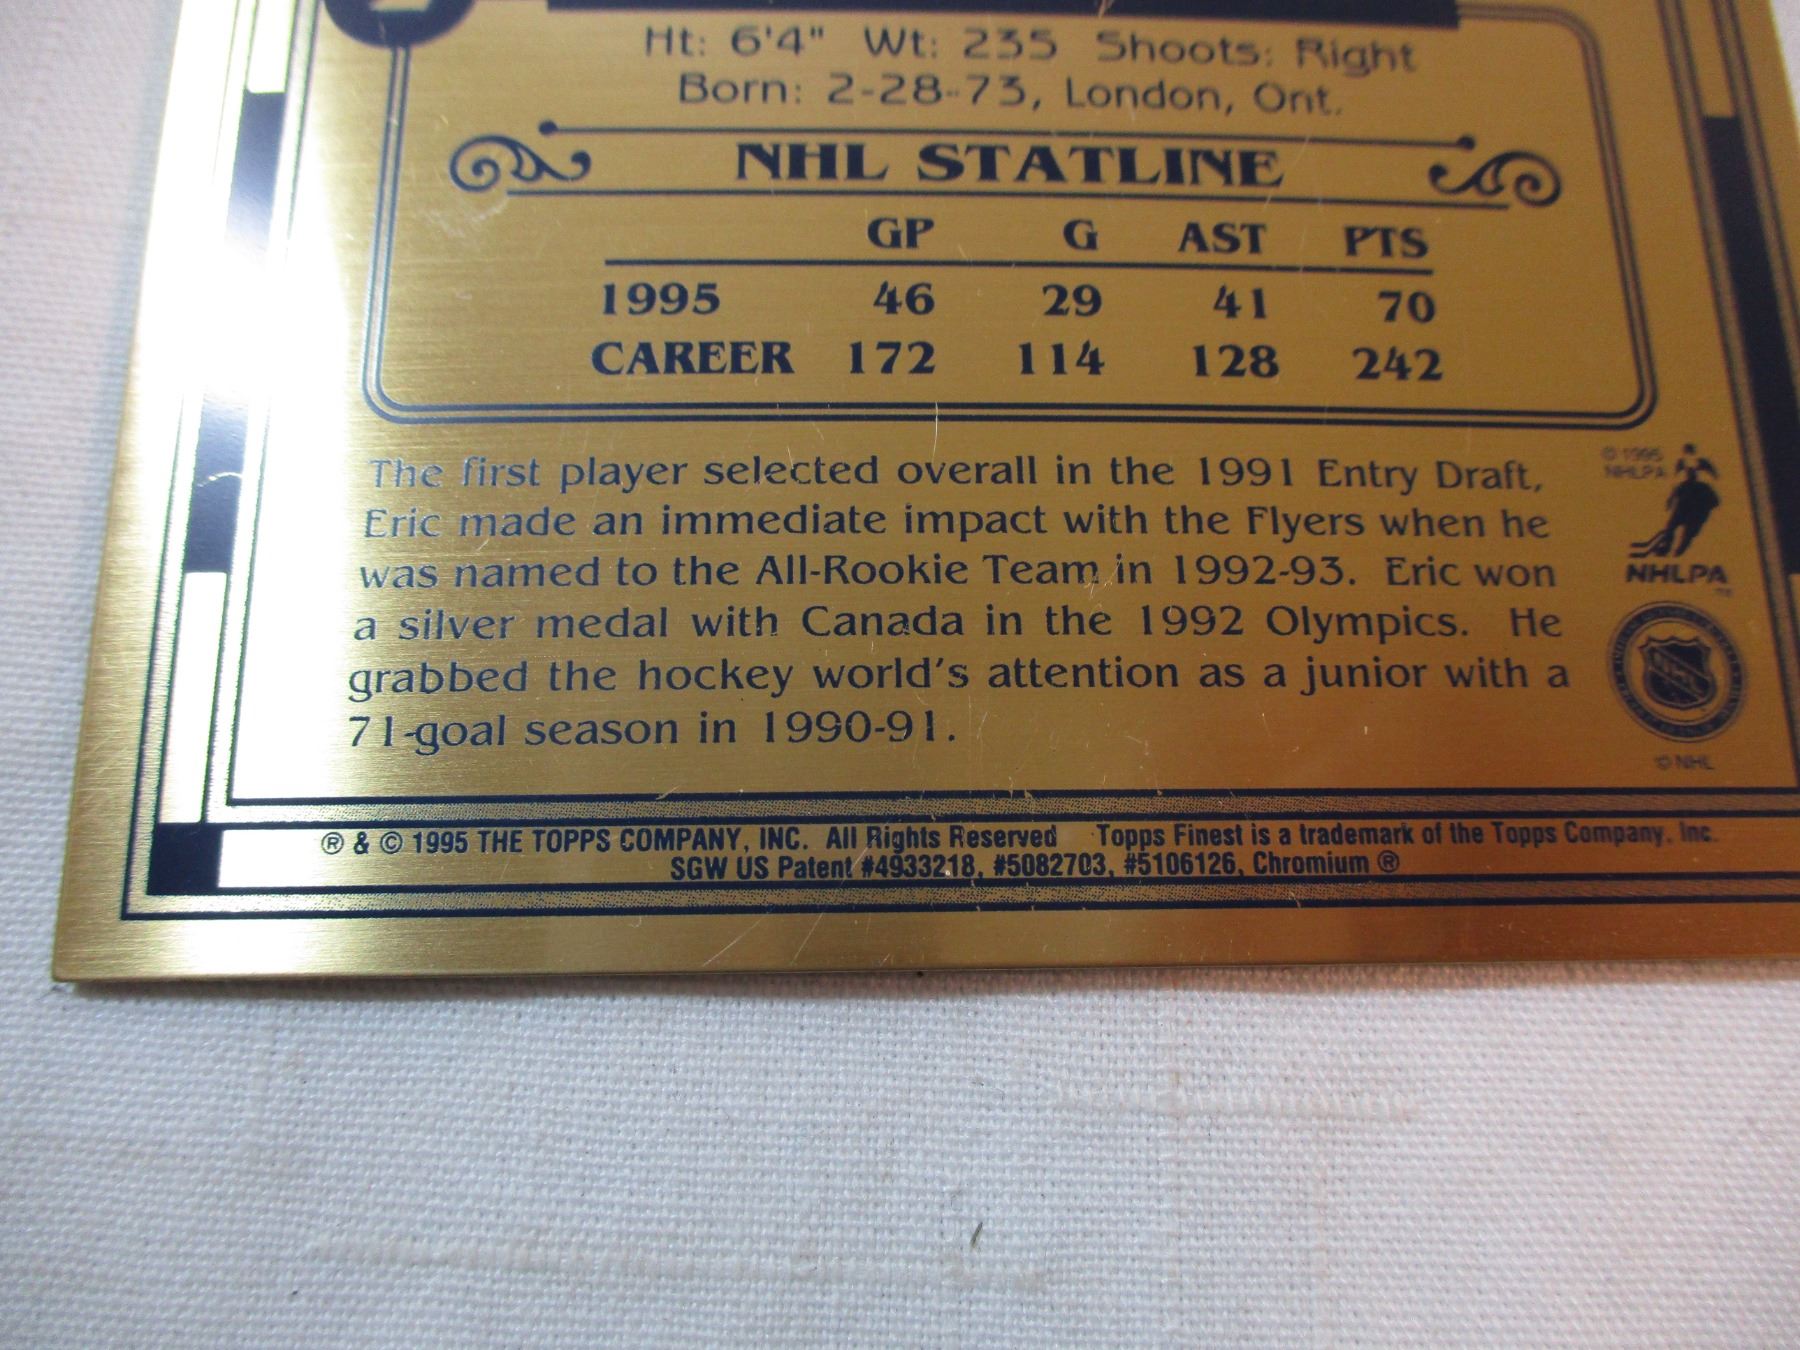 Ht: 6'4" Wt: 235 Shoots: Right
Born: 2-28-73, London, Ont.
NHL STATLINE
GP G AST PTS
1995 46 29 41 70
CAREER 172 114 128 242
The first player selected overall in the 1991 Entry Draft,
Eric made an immediate impact with the Flyers when he
was named to the All-Rookie Team in 1992-93. Eric won
a silver medal with Canada in the 1992 Olympics. He
grabbed the hockey world's attention as a junior with a
71-goal season in 1990-91.
© 1995
NHLPA
NHLPA
TM
NHL
© NHL
® & © 1995 THE TOPPS COMPANY, INC. All Rights Reserved Topps Finest is a trademark of the Topps Company, Inc.
SGW US Patent #4933218, #5082703, #5106126, Chromium ®